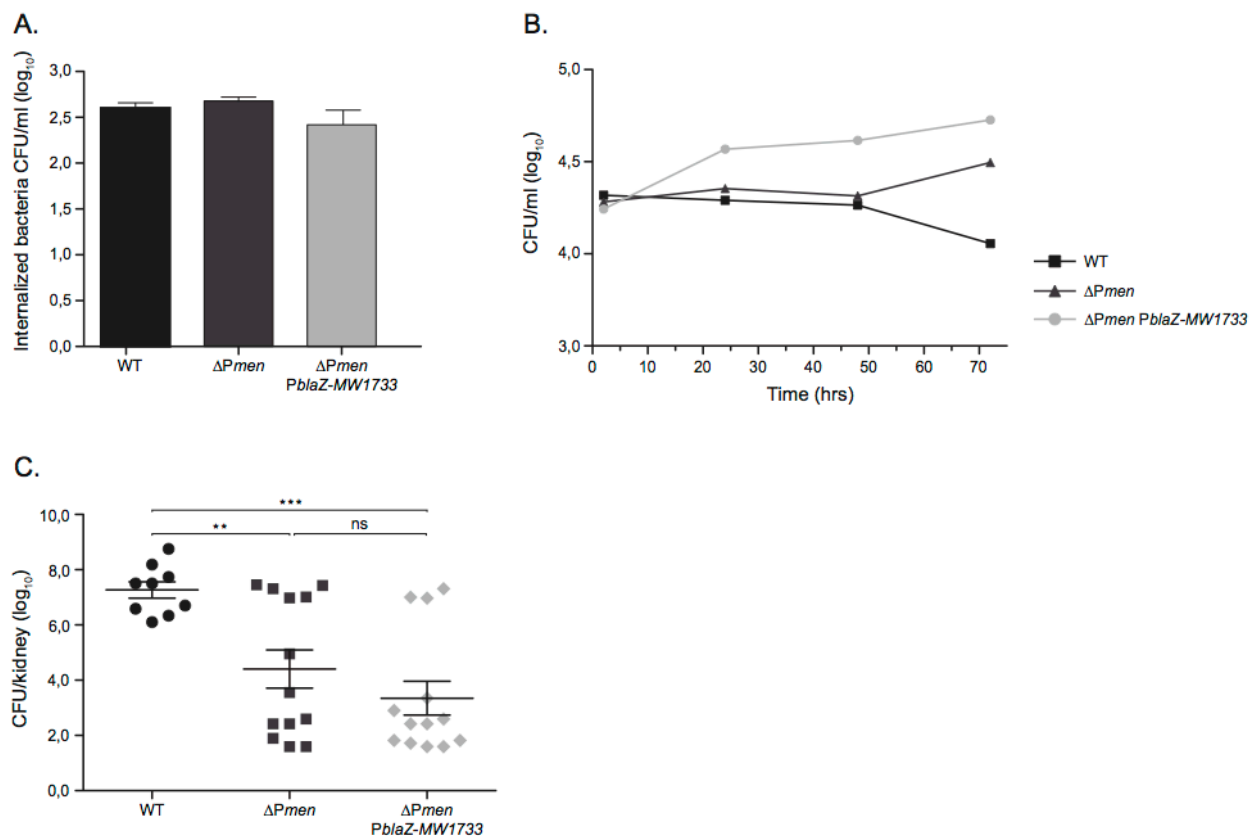 A.
Internalized bacteria CFU/ml (log10)
3,0
2,5
2,0
1,5
1,0
0,5
0,0
WT
ΔPmen
ΔPmen
PblaZ-MW1733
B.
CFU/ml (log10)
5,0
4,5
4,0
3,0
0 10 20 30 40 50 60 70
Time (hrs)
WT
ΔPmen
ΔPmen PblaZ-MW1733
C.
CFU/kidney (log10)
10,0
8,0
6,0
4,0
2,0
0,0
***
**
ns
WT
ΔPmen
ΔPmen
PblaZ-MW1733